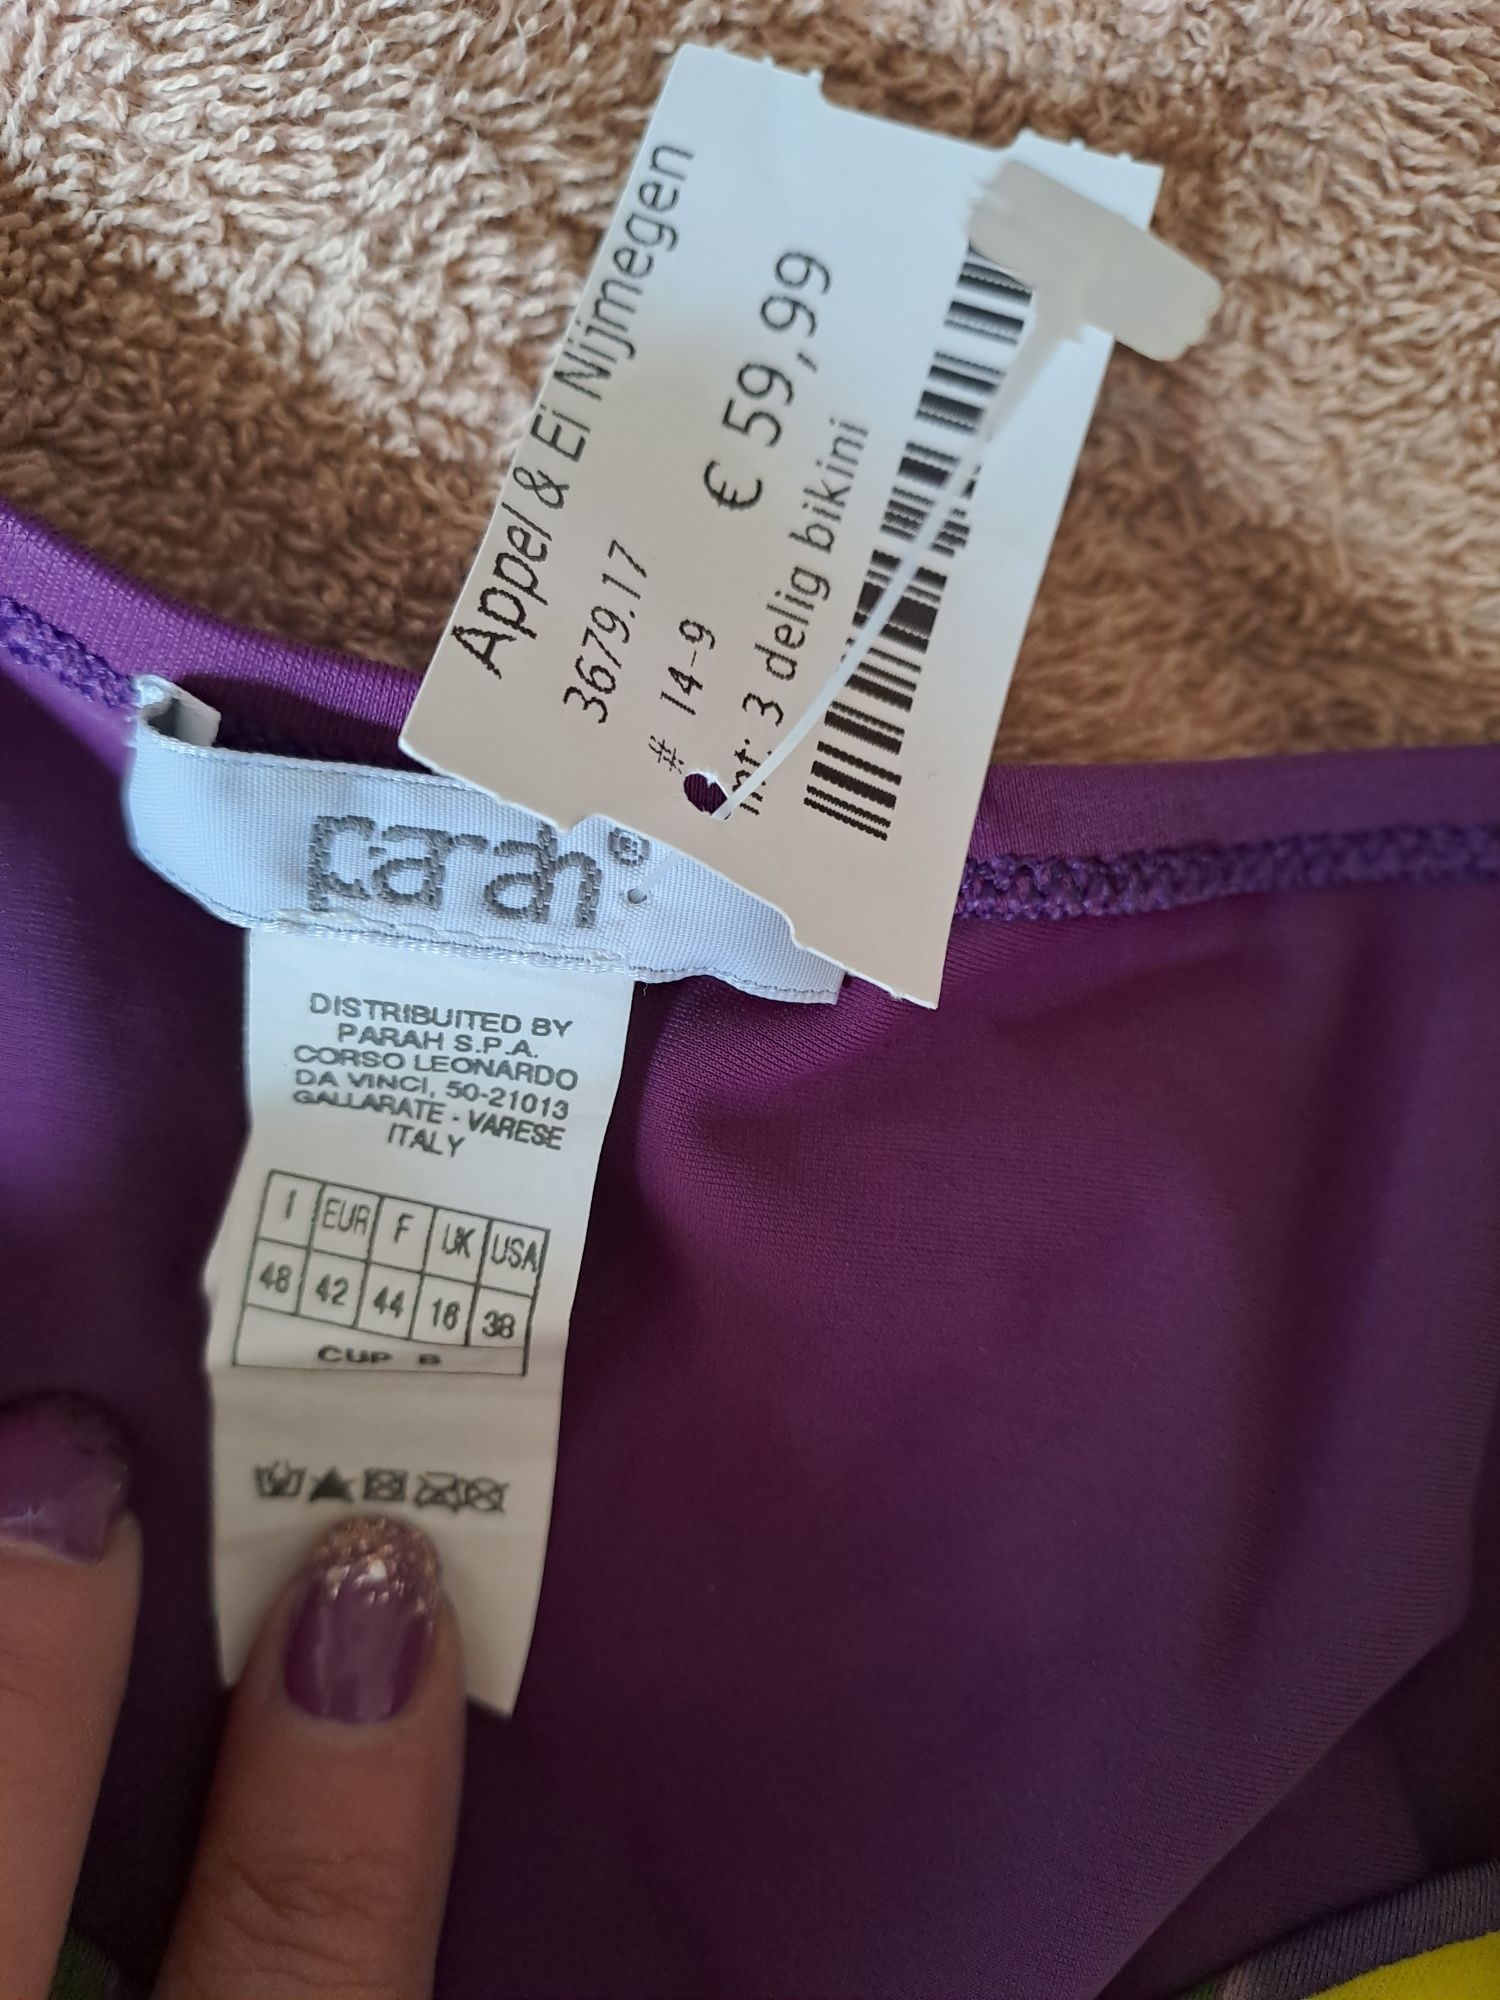 Appel & Ei Nijmegen
3679.17
# 14-9
€ 59,99
int: 3 delig bikini
parah®
DISTRIBUITED BY
PARAH S.P.A.
CORSO LEONARDO
DA VINCI, 50-21013
GALLARATE - VARESE
ITALY
I EUR F UK USA
48 42 44 16 38
CUP B